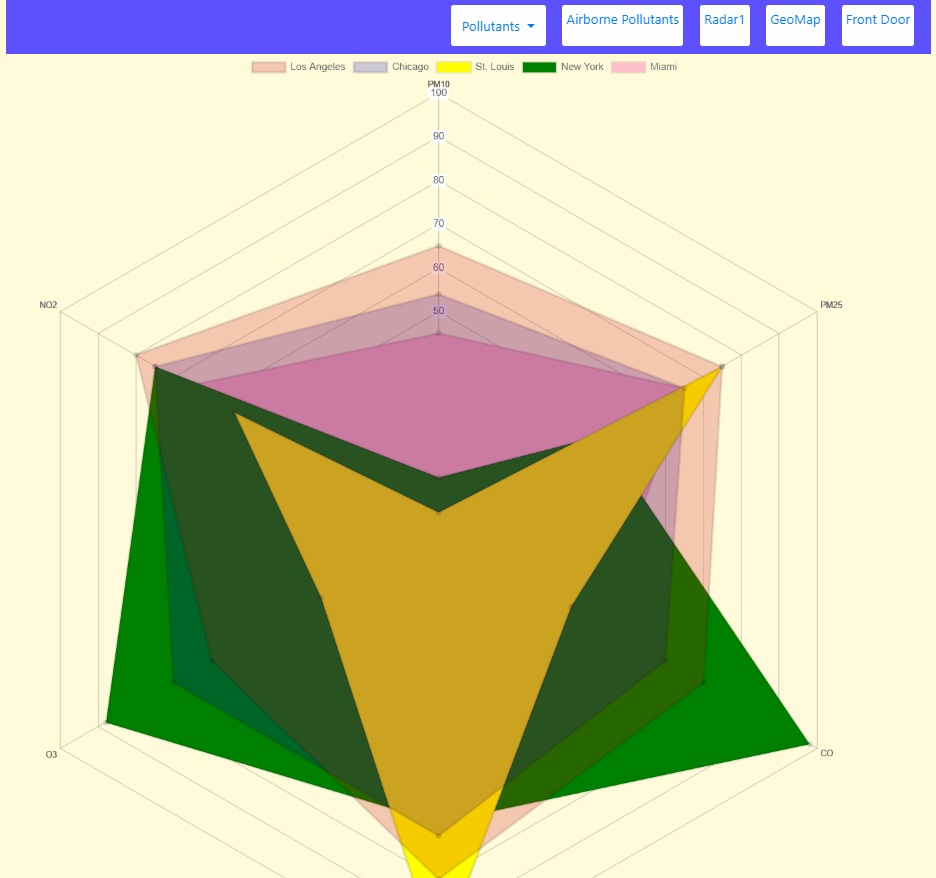 Pollutants
Airborne Pollutants
Radar1
GeoMap
Front Door
Los Angeles
Chicago
St. Louis
New York
Miami
PM10
100
90
80
70
60
50
NO2
PM25
O3
CO